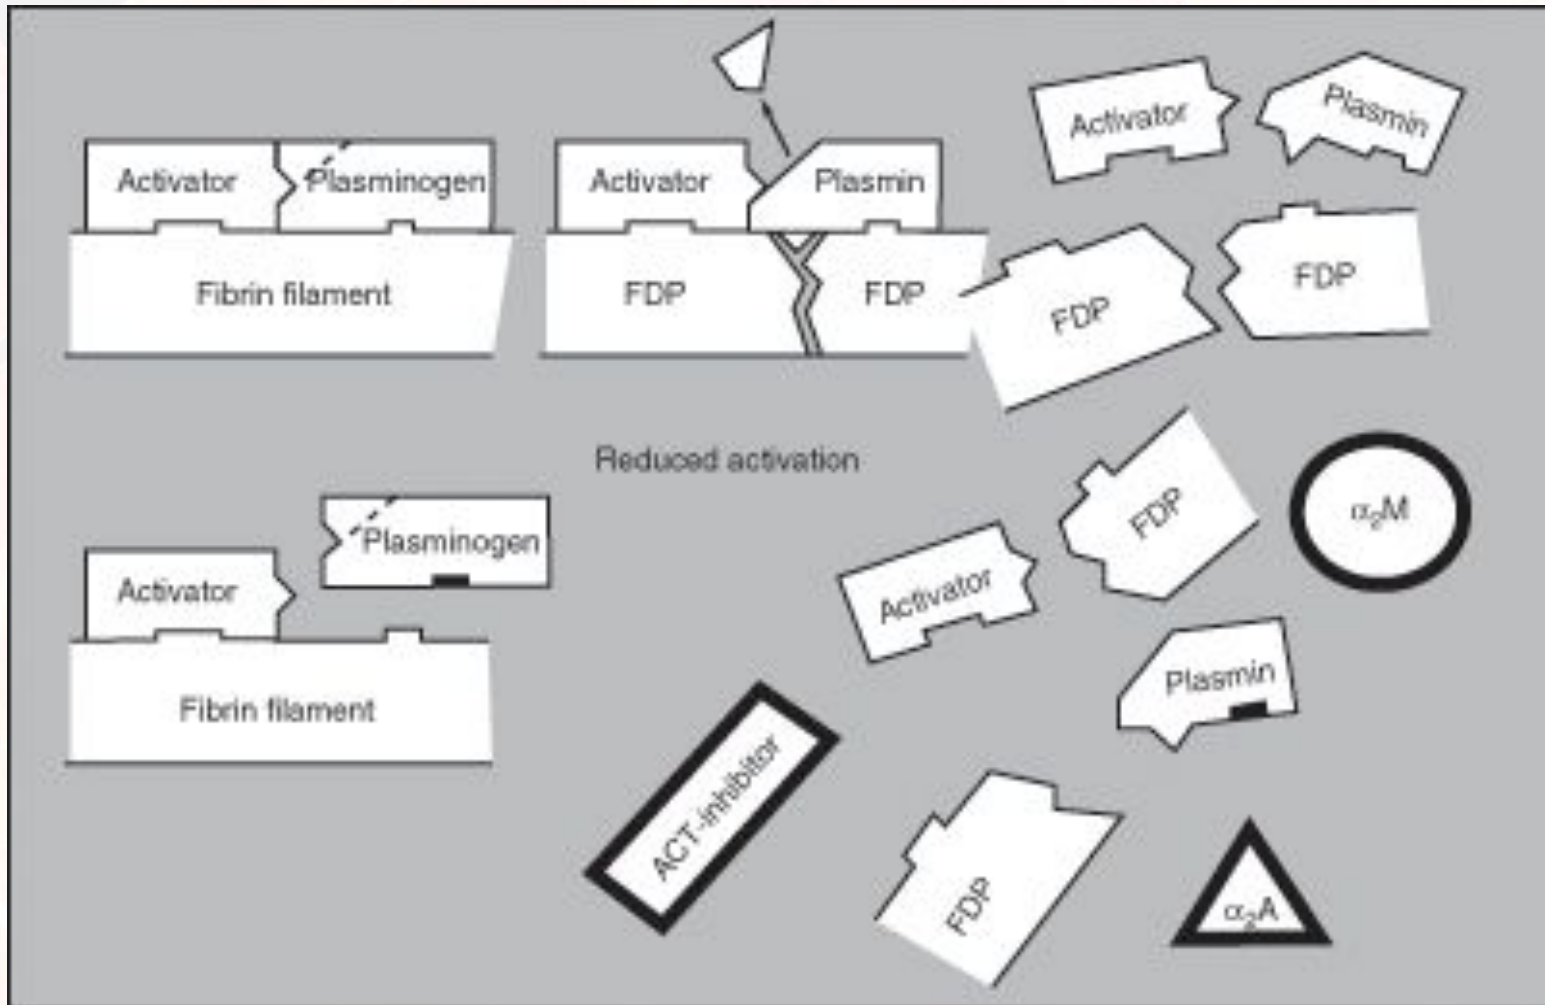 Activator
Plasminogen
Fibrin filament
Activator
Plasmin
FDP
FDP
Activator
Plasmin
FDP
FDP
Reduced activation
Activator
Plasminogen
Fibrin filament
Activator
FDP
α₂M
Plasmin
ACT-inhibitor
FDP
α₂A